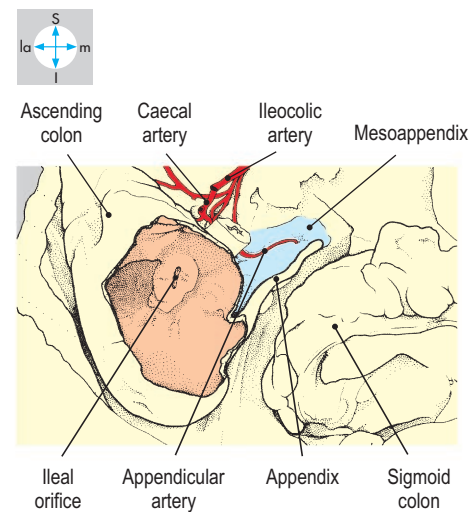 S
la m
I
Ascending
colon
Caecal
artery
Ileocolic
artery
Mesoappendix
Ileal
orifice
Appendicular
artery
Appendix
Sigmoid
colon